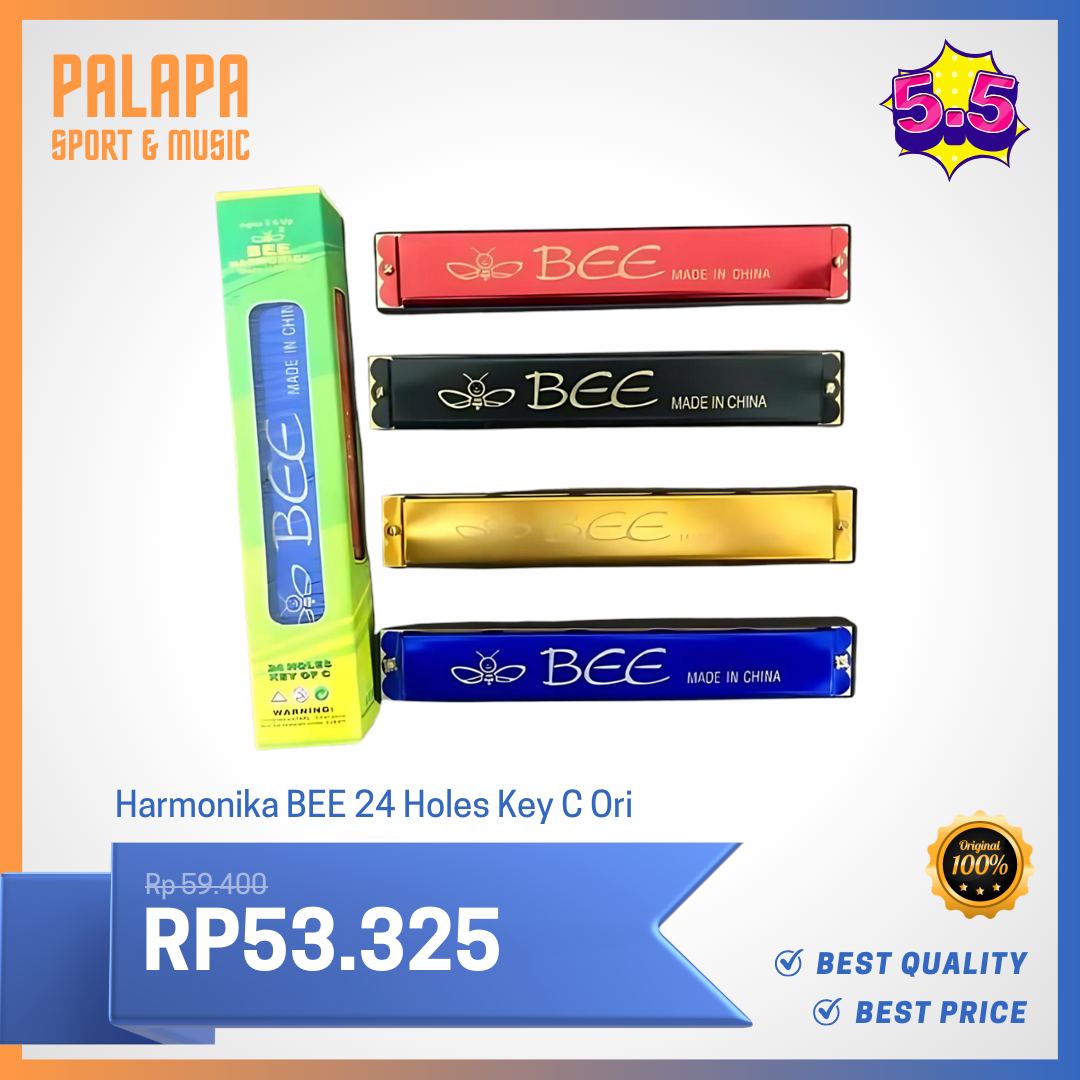 PALAPA
SPORT & MUSIC
5.5
BEE
MADE IN CHIN
BEE
24 HOLES
KEY OF C
WARNING:
BEE MADE IN CHINA
BEE MADE IN CHINA
BEE
BEE MADE IN CHINA
Harmonika BEE 24 Holes Key C Ori
Rp 59.400
RP53.325
Original
100%
BEST QUALITY
BEST PRICE